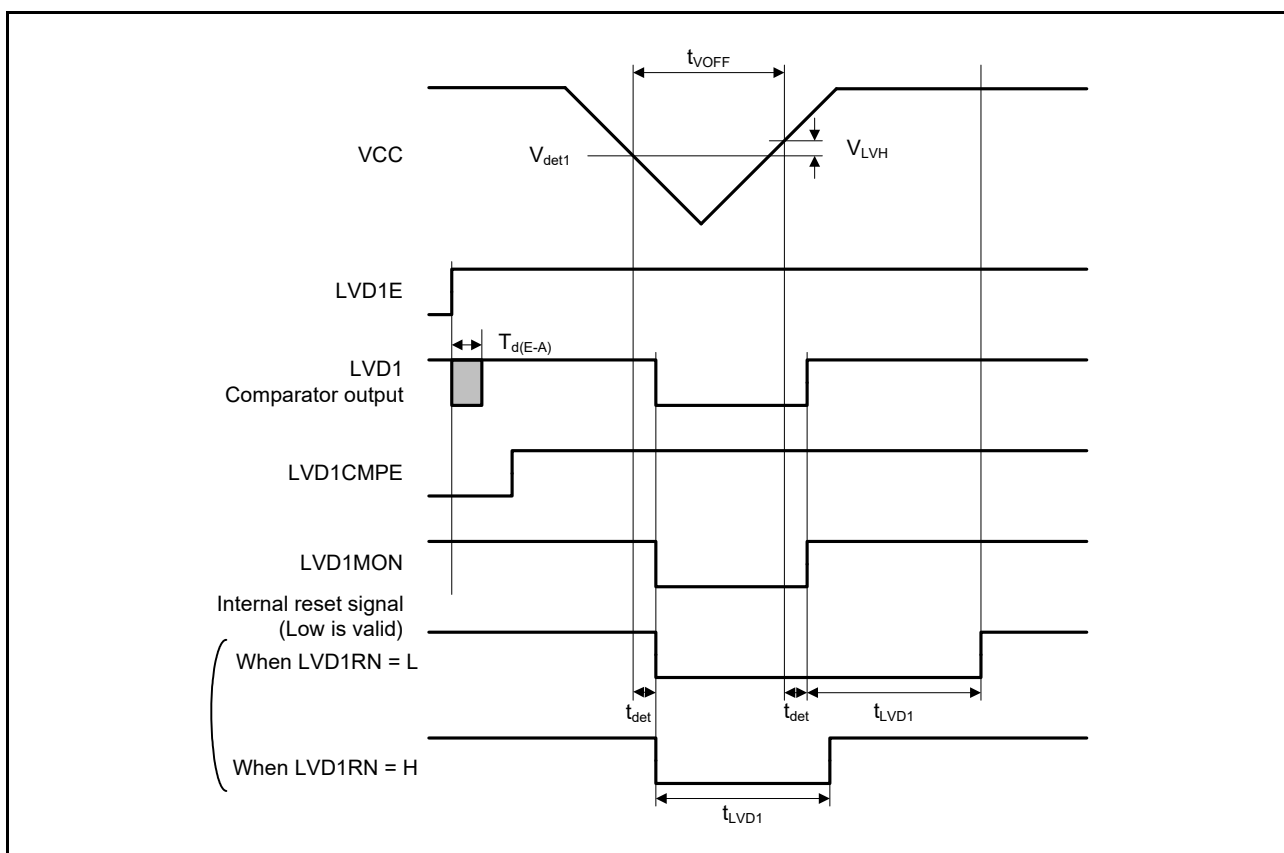 tVOFF
VCC
Vdet1
VLVH
LVD1E
Td(E-A)
LVD1
Comparator output
LVD1CMPE
LVD1MON
Internal reset signal
(Low is valid)
When LVD1RN = L
tdet
tdet
tLVD1
When LVD1RN = H
tLVD1